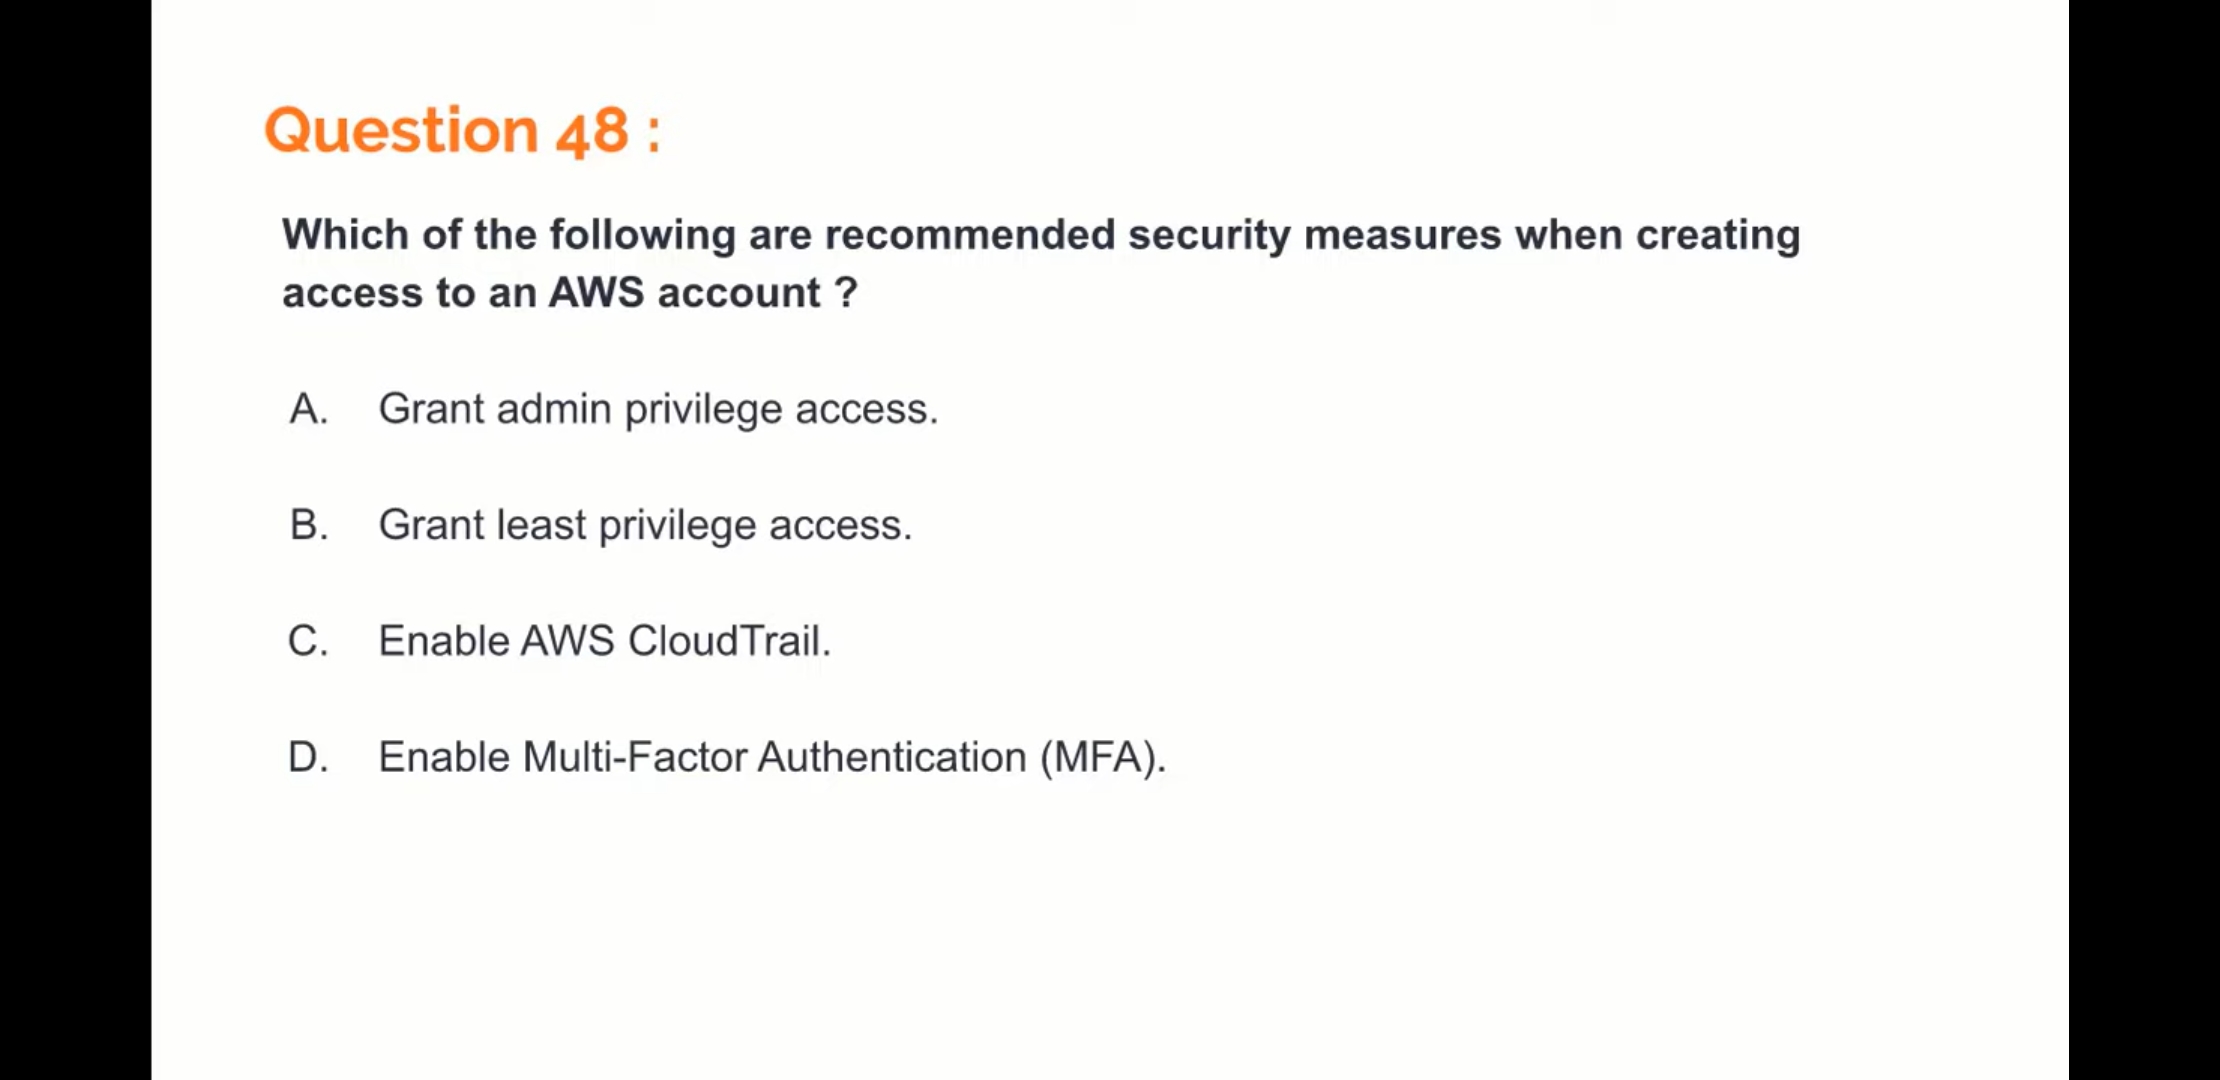 Question 48 :
Which of the following are recommended security measures when creating
access to an AWS account ?
A. Grant admin privilege access.
B. Grant least privilege access.
C. Enable AWS CloudTrail.
D. Enable Multi-Factor Authentication (MFA).